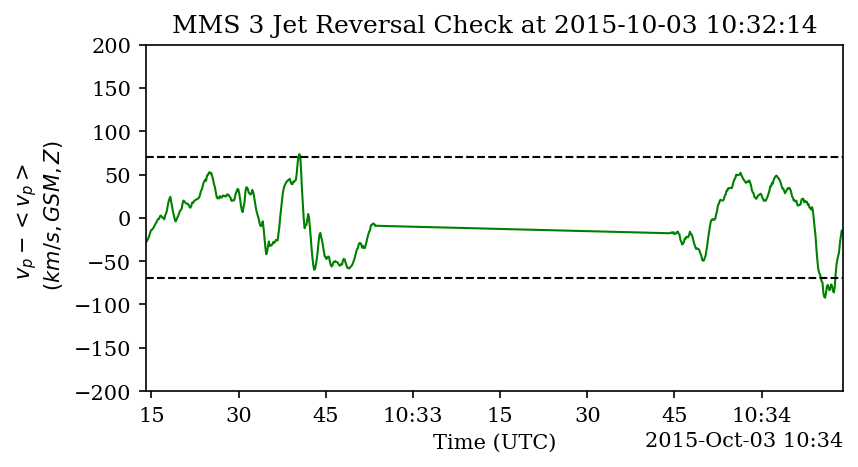 MMS 3 Jet Reversal Check at 2015-10-03 10:32:14
v_p − < v_p >
(km/s, GSM, Z)
200
150
100
50
0
−50
−100
−150
−200
15 30 45 10:33 15 30 45 10:34
Time (UTC)
2015-Oct-03 10:34